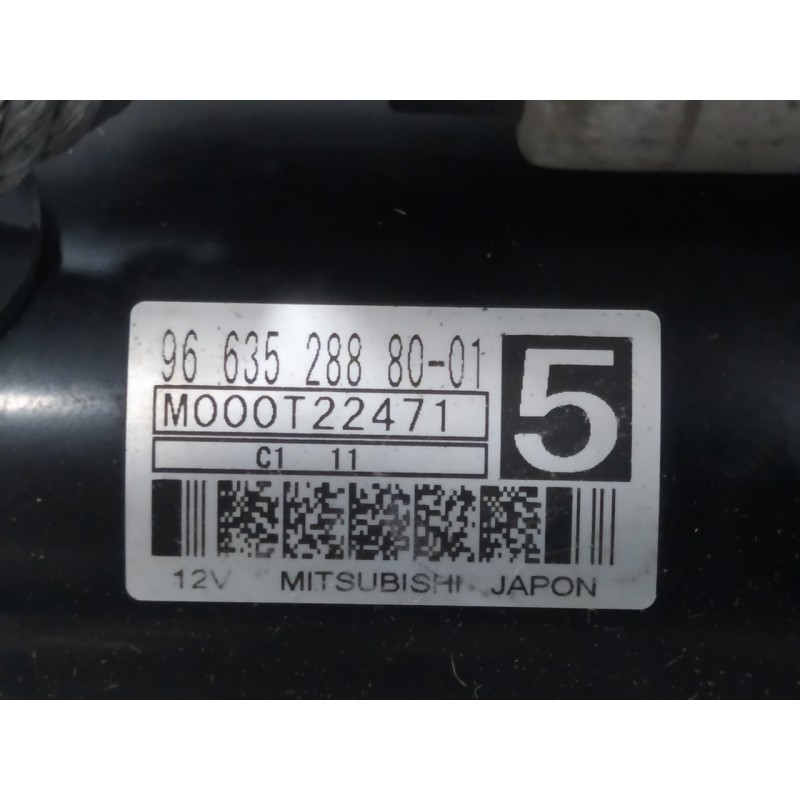 96 635 288 80-01
M000T22471
5
C1 11
12V MITSUBISHI JAPON